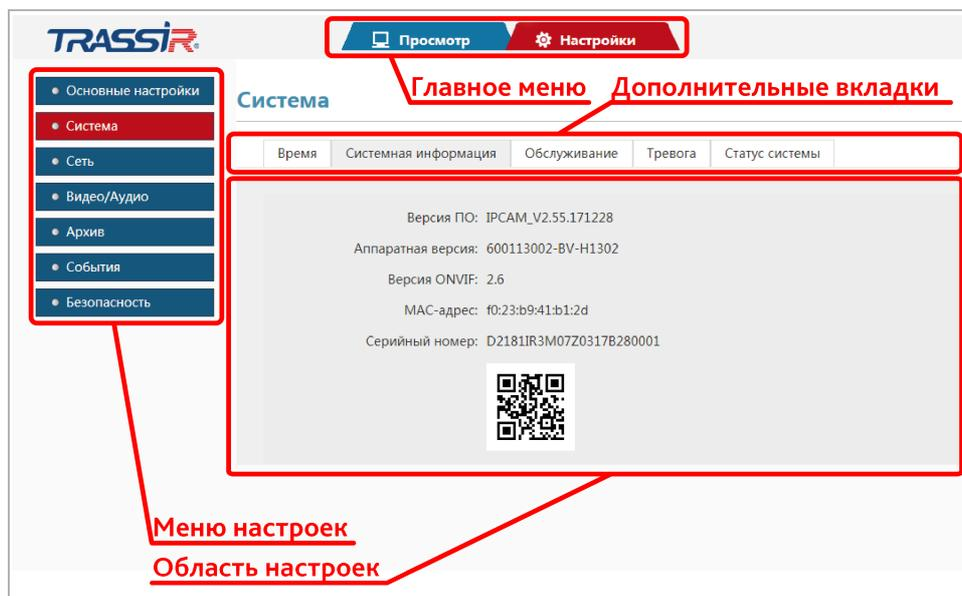 TRASSIR
Просмотр
Настройки
Главное меню
Дополнительные вкладки
Основные настройки
Система
Сеть
Видео/Аудио
Архив
События
Безопасность
Система
Время
Системная информация
Обслуживание
Тревога
Статус системы
Версия ПО: IPCAM_V2.55.171228
Аппаратная версия: 600113002-BV-H1302
Версия ONVIF: 2.6
MAC-адрес: f0:23:b9:41:b1:2d
Серийный номер: D2181IR3M07Z0317B280001
Меню настроек
Область настроек